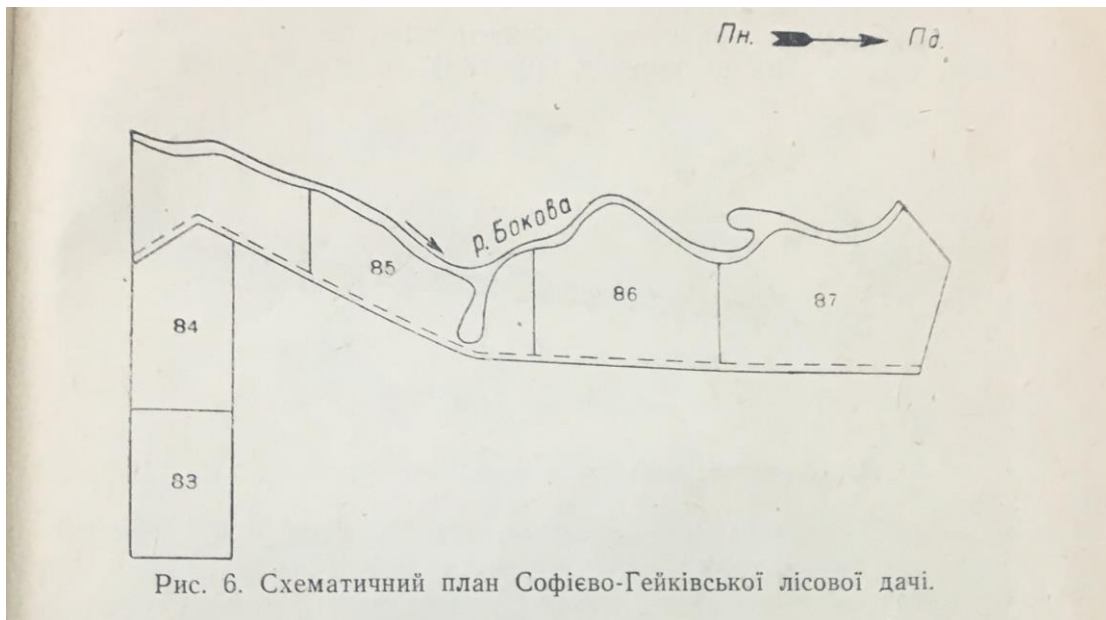 Пн. Пд.
р. Бокова
85
86
87
84
83
Рис. 6. Схематичний план Софієво-Гейківської лісової дачі.